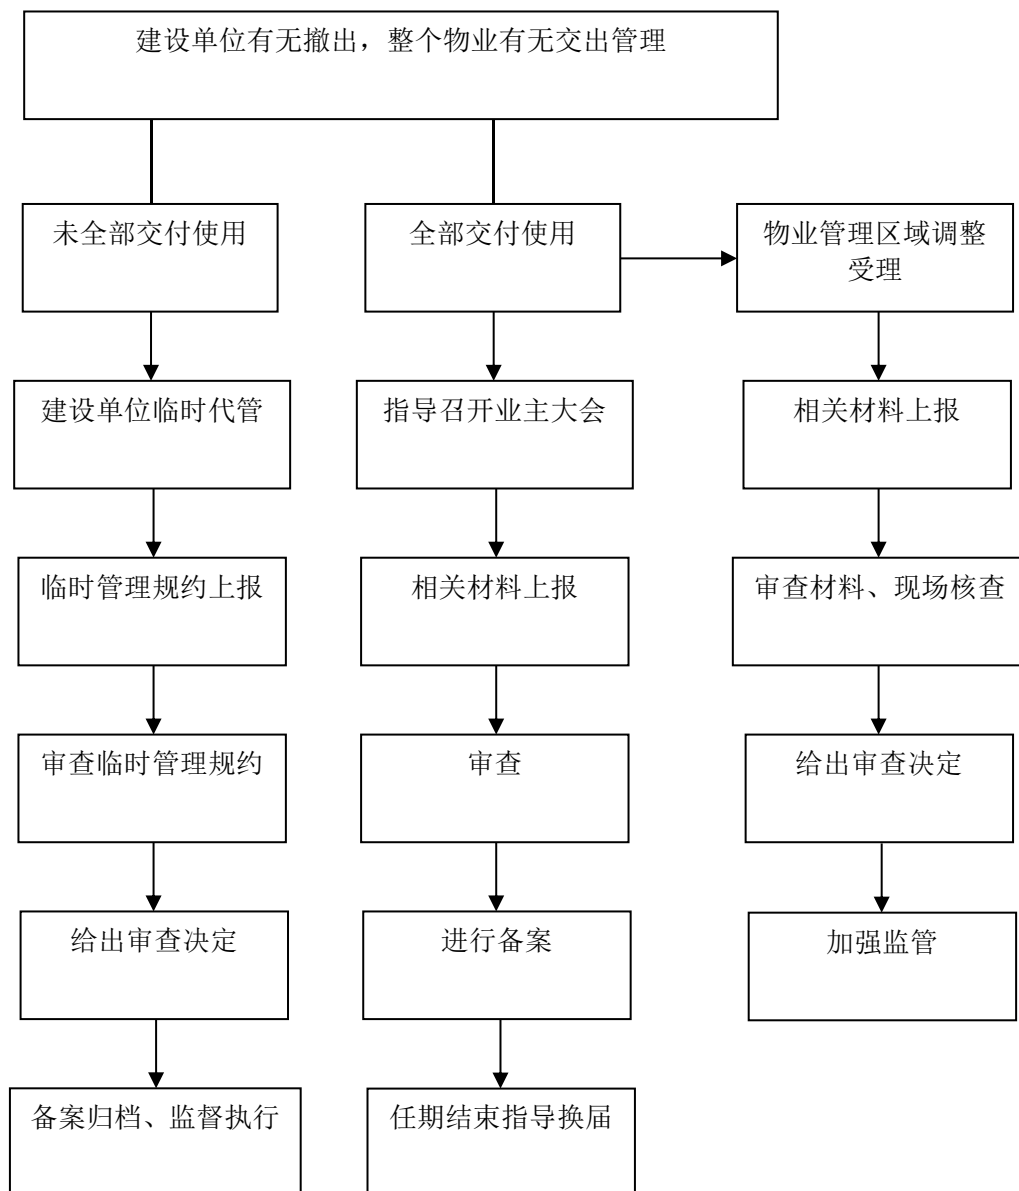 建设单位有无撤出，整个物业有无交出管理
未全部交付使用
全部交付使用
物业管理区域调整
受理
建设单位临时代管
指导召开业主大会
相关材料上报
临时管理规约上报
相关材料上报
审查材料、现场核查
审查临时管理规约
审查
给出审查决定
给出审查决定
进行备案
加强监管
备案归档、监督执行
任期结束指导换届